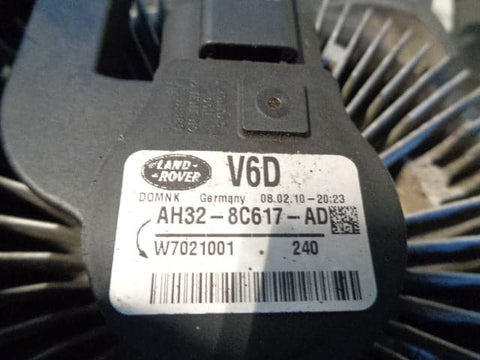 LAND
ROVER
V6D
DOMNK Germany 08.02.10-20:23
AH32-8C617-AD
W7021001 240